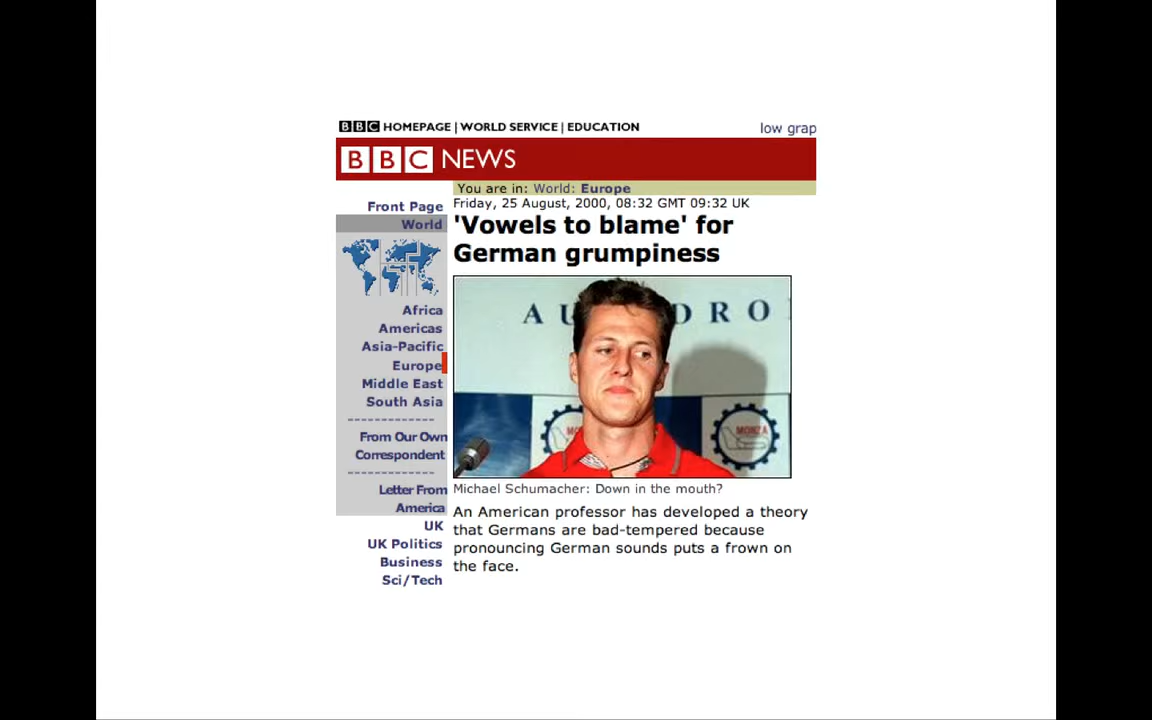 BBC HOMEPAGE | WORLD SERVICE | EDUCATION
low grap
BBC NEWS
You are in: World: Europe
Friday, 25 August, 2000, 08:32 GMT 09:32 UK
'Vowels to blame' for
German grumpiness
Front Page
World
Africa
Americas
Asia-Pacific
Europe
Middle East
South Asia
-------------
From Our Own
Correspondent
-------------
Letter From
America
UK
UK Politics
Business
Sci/Tech
A U D R O
MONZA
Michael Schumacher: Down in the mouth?
An American professor has developed a theory
that Germans are bad-tempered because
pronouncing German sounds puts a frown on
the face.